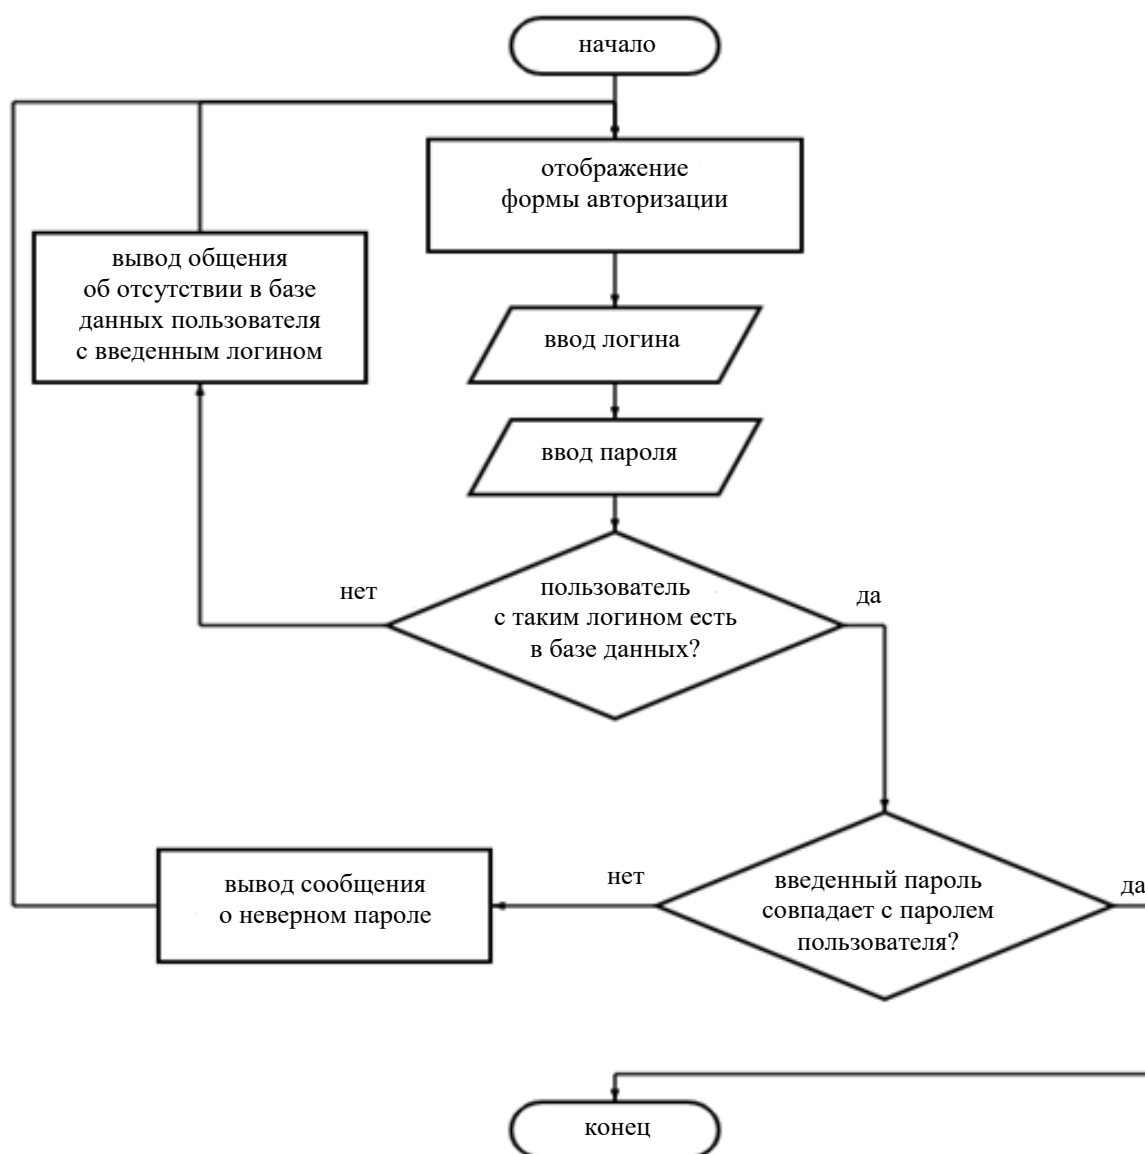 начало
отображение
формы авторизации
вывод общения
об отсутствии в базе
данных пользователя
с введенным логином
ввод логина
ввод пароля
нет
пользователь
с таким логином есть
в базе данных?
да
вывод сообщения
о неверном пароле
нет
введенный пароль
совпадает с паролем
пользователя?
да
конец